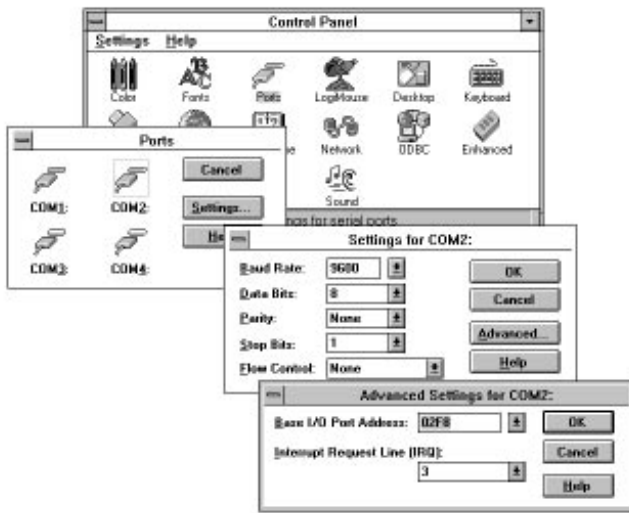 Control Panel
Settings Help
Color Fonts Ports LogiMouse Desktop Keyboard
Network ODBC Enhanced
Sound
for serial ports
Ports
Cancel
COM1: COM2: Settings...
COM3: COM4:
Settings for COM2:
Baud Rate: 9600 OK
Data Bits: 8 Cancel
Parity: None
Stop Bits: 1 Advanced...
Flow Control: None Help
Advanced Settings for COM2:
Base I/O Port Address: 02F8 OK
Interrupt Request Line (IRQ): Cancel
3
Help